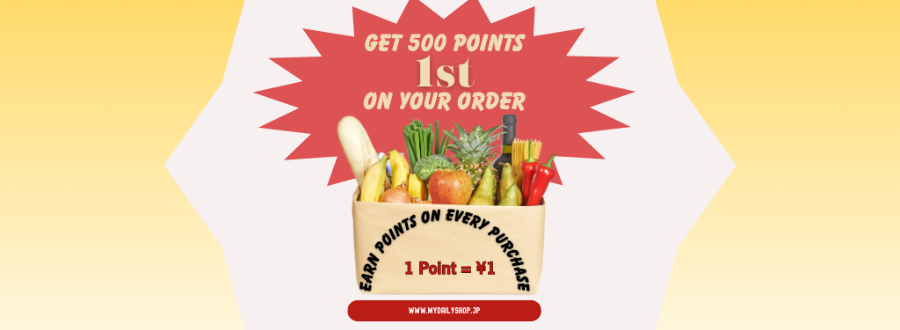 GET 500 POINTS
1st
ON YOUR ORDER
EARN POINTS ON EVERY PURCHASE
1 Point = ¥1
WWW.MYDAILYSHOP.JP